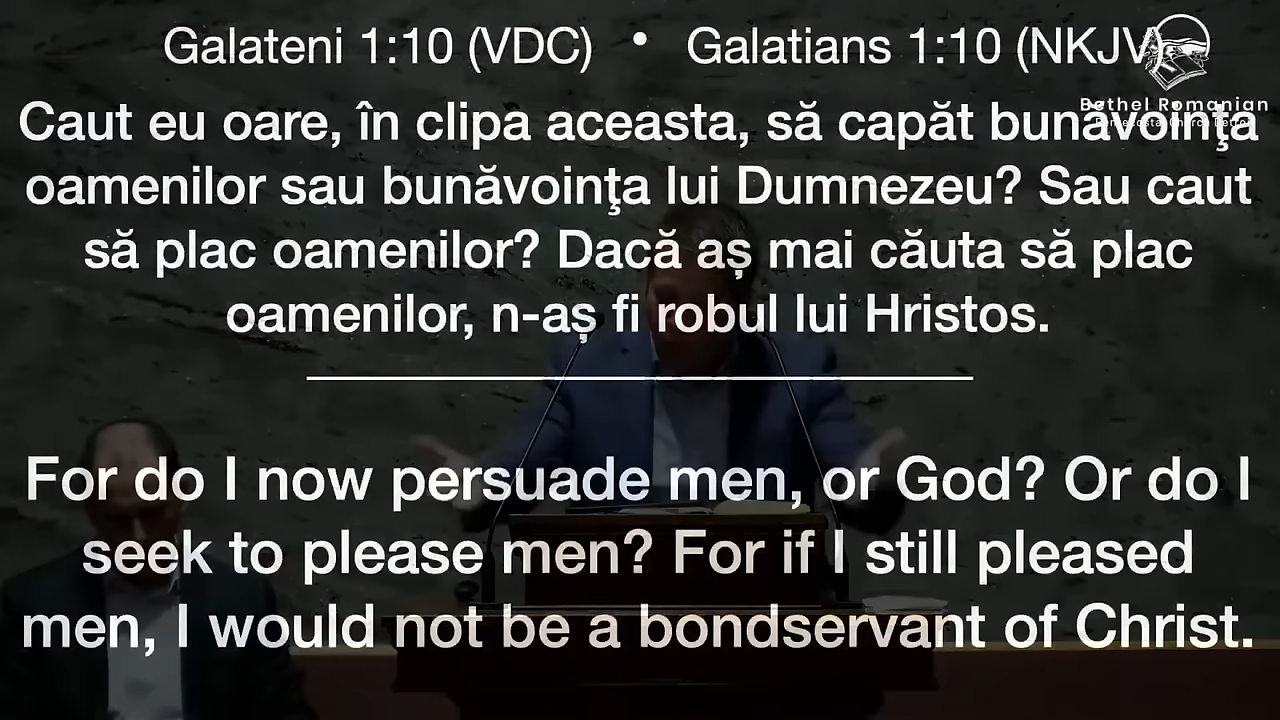 Galateni 1:10 (VDC) • Galatians 1:10 (NKJV)
Bethel Romanian
Caut eu oare, în clipa aceasta, să capăt bunăvoinţa
oamenilor sau bunăvoinţa lui Dumnezeu? Sau caut
să plac oamenilor? Dacă aş mai căuta să plac
oamenilor, n-aş fi robul lui Hristos.
For do I now persuade men, or God? Or do I
seek to please men? For if I still pleased
men, I would not be a bondservant of Christ.